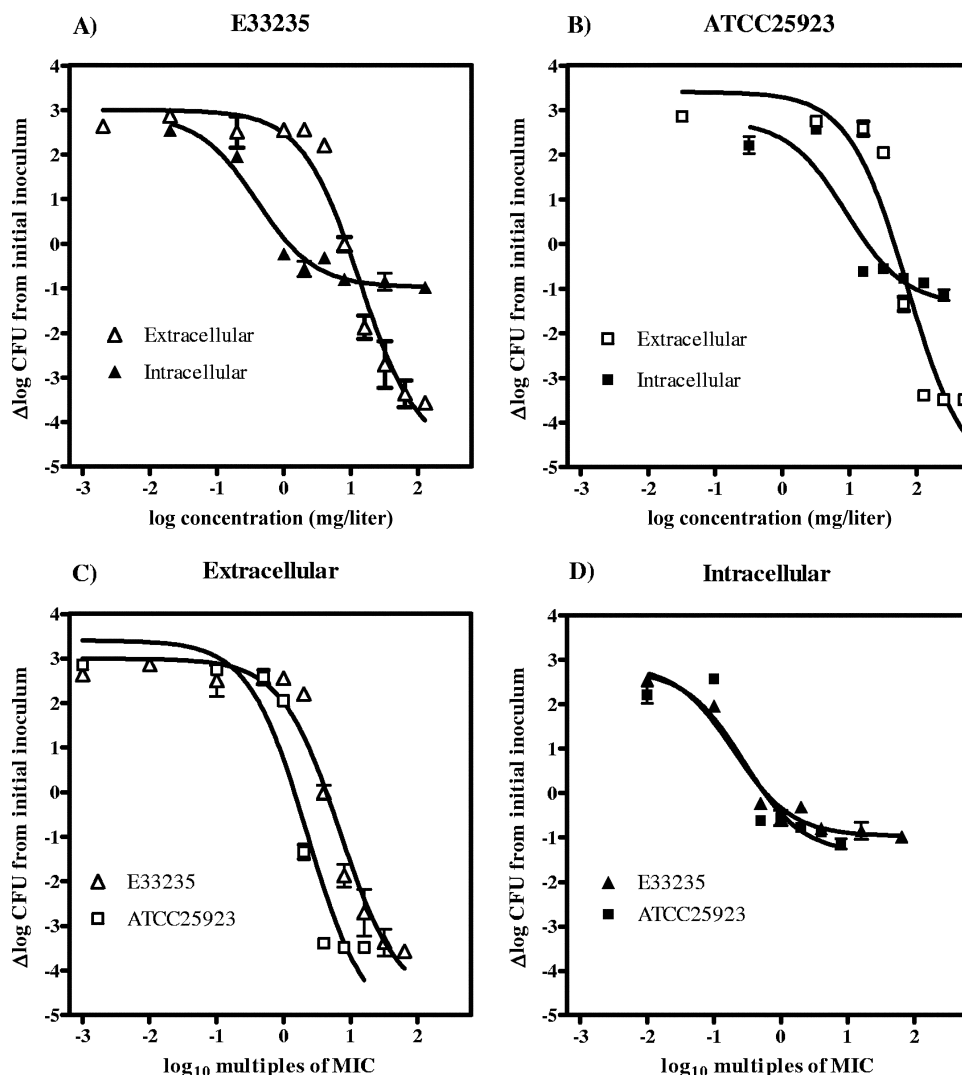 A) E33235
4
3
2
1
0
-1
-2
-3
-4
-5
Δlog CFU from initial inoculum
Extracellular
Intracellular
-3 -2 -1 0 1 2
log concentration (mg/liter)
B) ATCC25923
4
3
2
1
0
-1
-2
-3
-4
-5
Δlog CFU from initial inoculum
Extracellular
Intracellular
-3 -2 -1 0 1 2
log concentration (mg/liter)
C) Extracellular
4
3
2
1
0
-1
-2
-3
-4
-5
Δlog CFU from initial inoculum
E33235
ATCC25923
-3 -2 -1 0 1 2
log₁₀ multiples of MIC
D) Intracellular
4
3
2
1
0
-1
-2
-3
-4
-5
Δlog CFU from initial inoculum
E33235
ATCC25923
-3 -2 -1 0 1 2
log₁₀ multiples of MIC